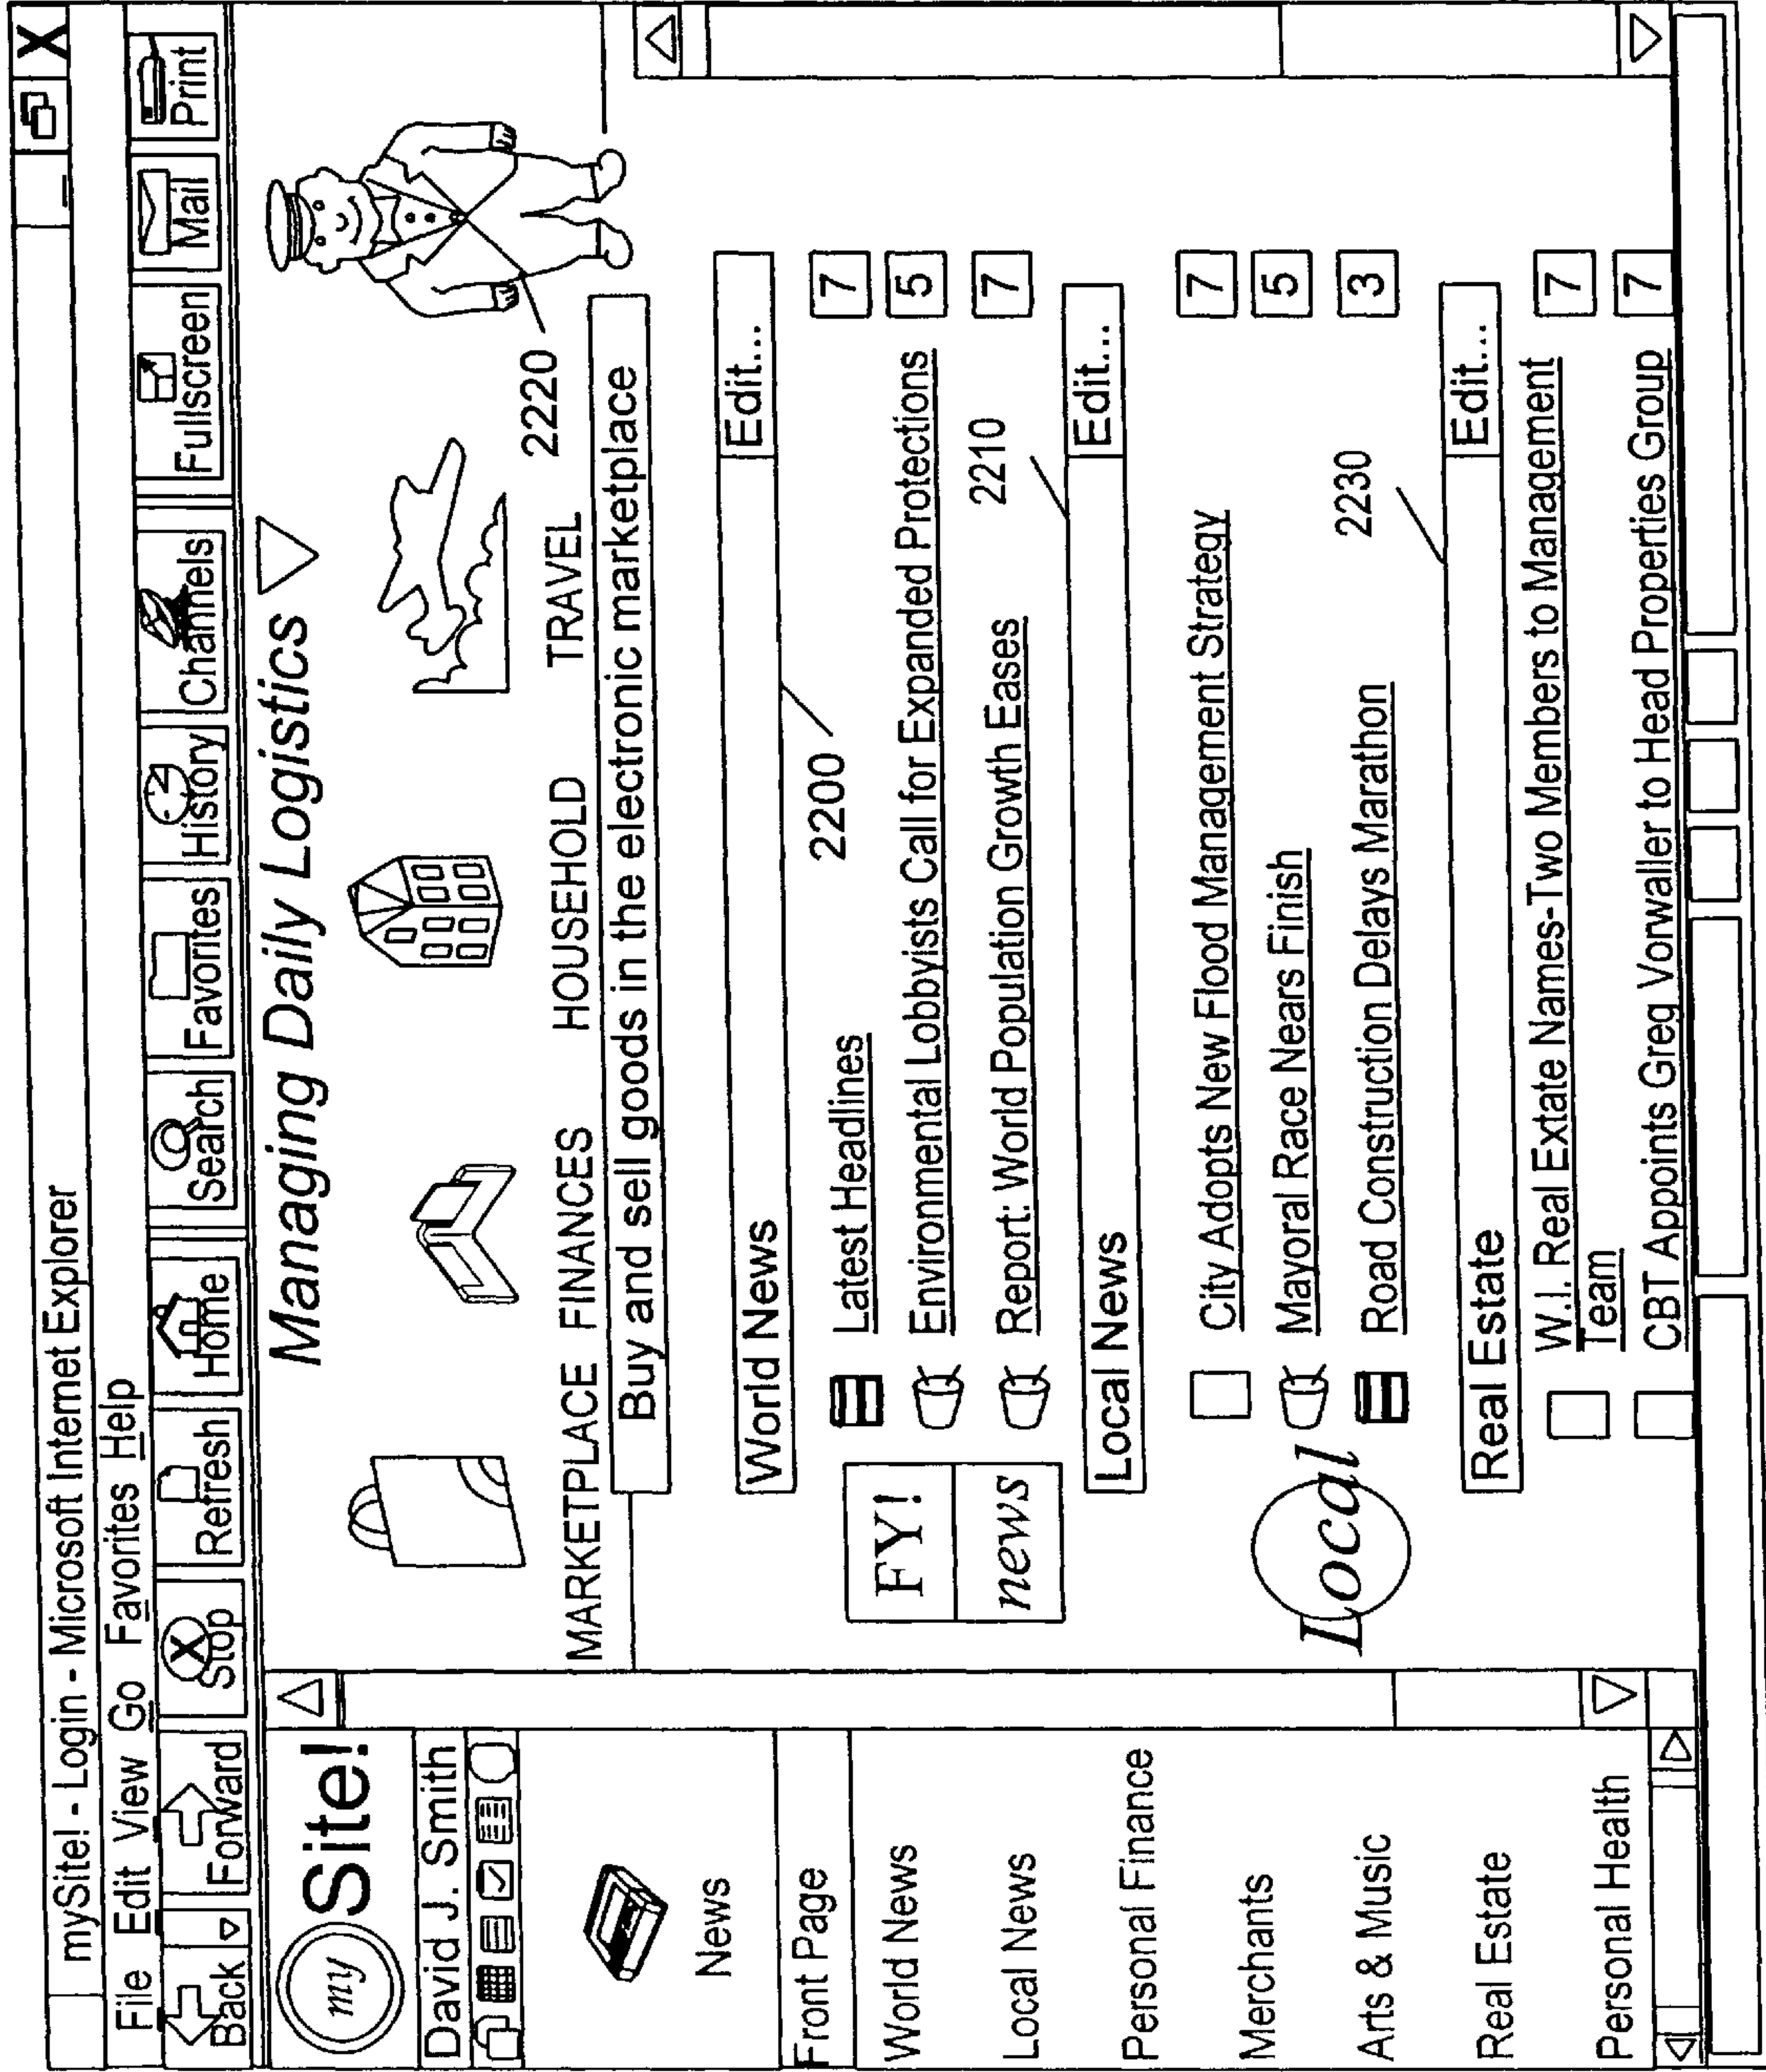 mySite! - Login - Microsoft Internet Explorer
X
File Edit View Go Favorites Help
Back Forward Stop Refresh Home Search Favorites History Channels Fullscreen Mail Print
my Site!
David J. Smith
News
Front Page
World News
Local News
Personal Finance
Merchants
Arts & Music
Real Estate
Personal Health
Managing Daily Logistics
MARKETPLACE FINANCES HOUSEHOLD TRAVEL
2220
Buy and sell goods in the electronic marketplace
World News Edit...
2200
FY!
news
Latest Headlines 7
Environmental Lobbyists Call for Expanded Protections 5
Report: World Population Growth Eases 7
2210
Local News Edit...
Local
City Adopts New Flood Management Strategy 7
Mayoral Race Nears Finish 5
Road Construction Delays Marathon 3
2230
Real Estate Edit...
W.I. Real Extate Names-Two Members to Management 7
Team
CBT Appoints Greg Vorwaller to Head Properties Group 7